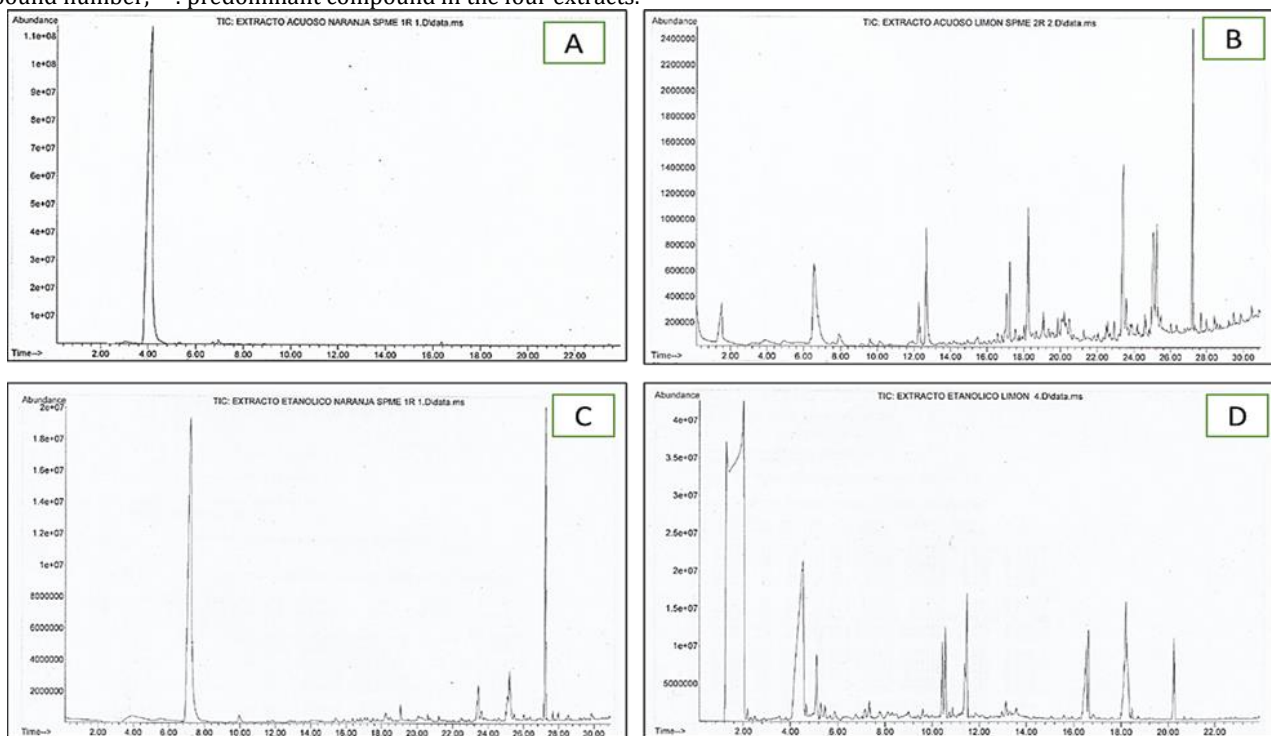 ound number; : predominant compound in the four extracts.
Abundance
TIC: EXTRACTO ACUOSO NARANJA SPME 1R 1.D\data.ms
A
1.1e+08
1e+08
9e+07
8e+07
7e+07
6e+07
5e+07
4e+07
3e+07
2e+07
1e+07
Time-->
2.00 4.00 6.00 8.00 10.00 12.00 14.00 16.00 18.00 20.00 22.00
Abundance
TIC: EXTRACTO ACUOSO LIMON SPME 2R 2.D\data.ms
B
2400000
2200000
2000000
1800000
1600000
1400000
1200000
1000000
800000
600000
400000
200000
Time-->
2.00 4.00 6.00 8.00 10.00 12.00 14.00 16.00 18.00 20.00 22.00 24.00 26.00 28.00 30.00
Abundance
TIC: EXTRACTO ETANOLICO NARANJA SPME 1R 1.D\data.ms
C
2e+07
1.8e+07
1.6e+07
1.4e+07
1.2e+07
1e+07
8000000
6000000
4000000
2000000
Time-->
2.00 4.00 6.00 8.00 10.00 12.00 14.00 16.00 18.00 20.00 22.00 24.00 26.00 28.00 30.00
Abundance
TIC: EXTRACTO ETANOLICO LIMON 4.D\data.ms
D
4e+07
3.5e+07
3e+07
2.5e+07
2e+07
1.5e+07
1e+07
5000000
Time-->
2.00 4.00 6.00 8.00 10.00 12.00 14.00 16.00 18.00 20.00 22.00